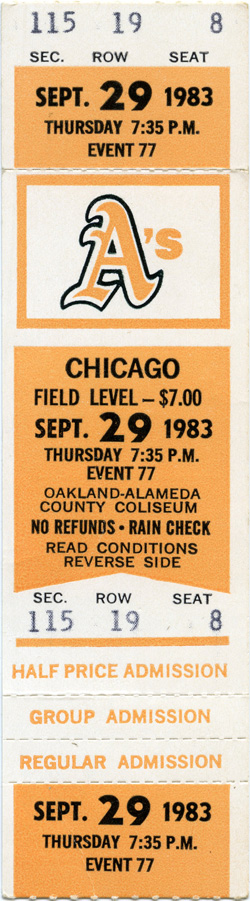 115 19 8
SEC. ROW SEAT
SEPT. 29 1983
THURSDAY 7:35 P.M.
EVENT 77
A's
CHICAGO
FIELD LEVEL – $7.00
SEPT. 29 1983
THURSDAY 7:35 P.M.
EVENT 77
OAKLAND-ALAMEDA
COUNTY COLISEUM
NO REFUNDS • RAIN CHECK
READ CONDITIONS
REVERSE SIDE
SEC. ROW SEAT
115 19 8
HALF PRICE ADMISSION
GROUP ADMISSION
REGULAR ADMISSION
SEPT. 29 1983
THURSDAY 7:35 P.M.
EVENT 77